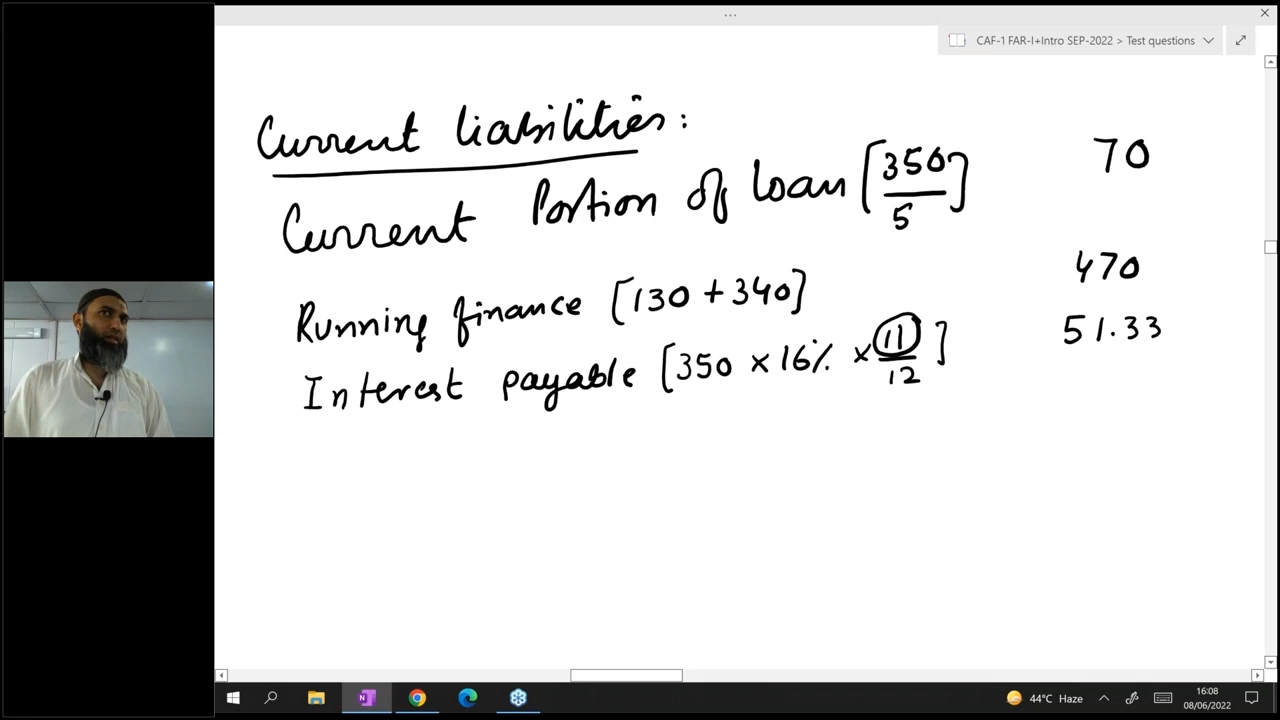 CAF-1 FAR-I+Intro SEP-2022 > Test questions
Current liabilities:
Current Portion of loan [350/5] 70
Running finance [130 + 340] 470
Interest payable [350 × 16% × 11/12] 51.33
44°C Haze
16:08
08/06/2022